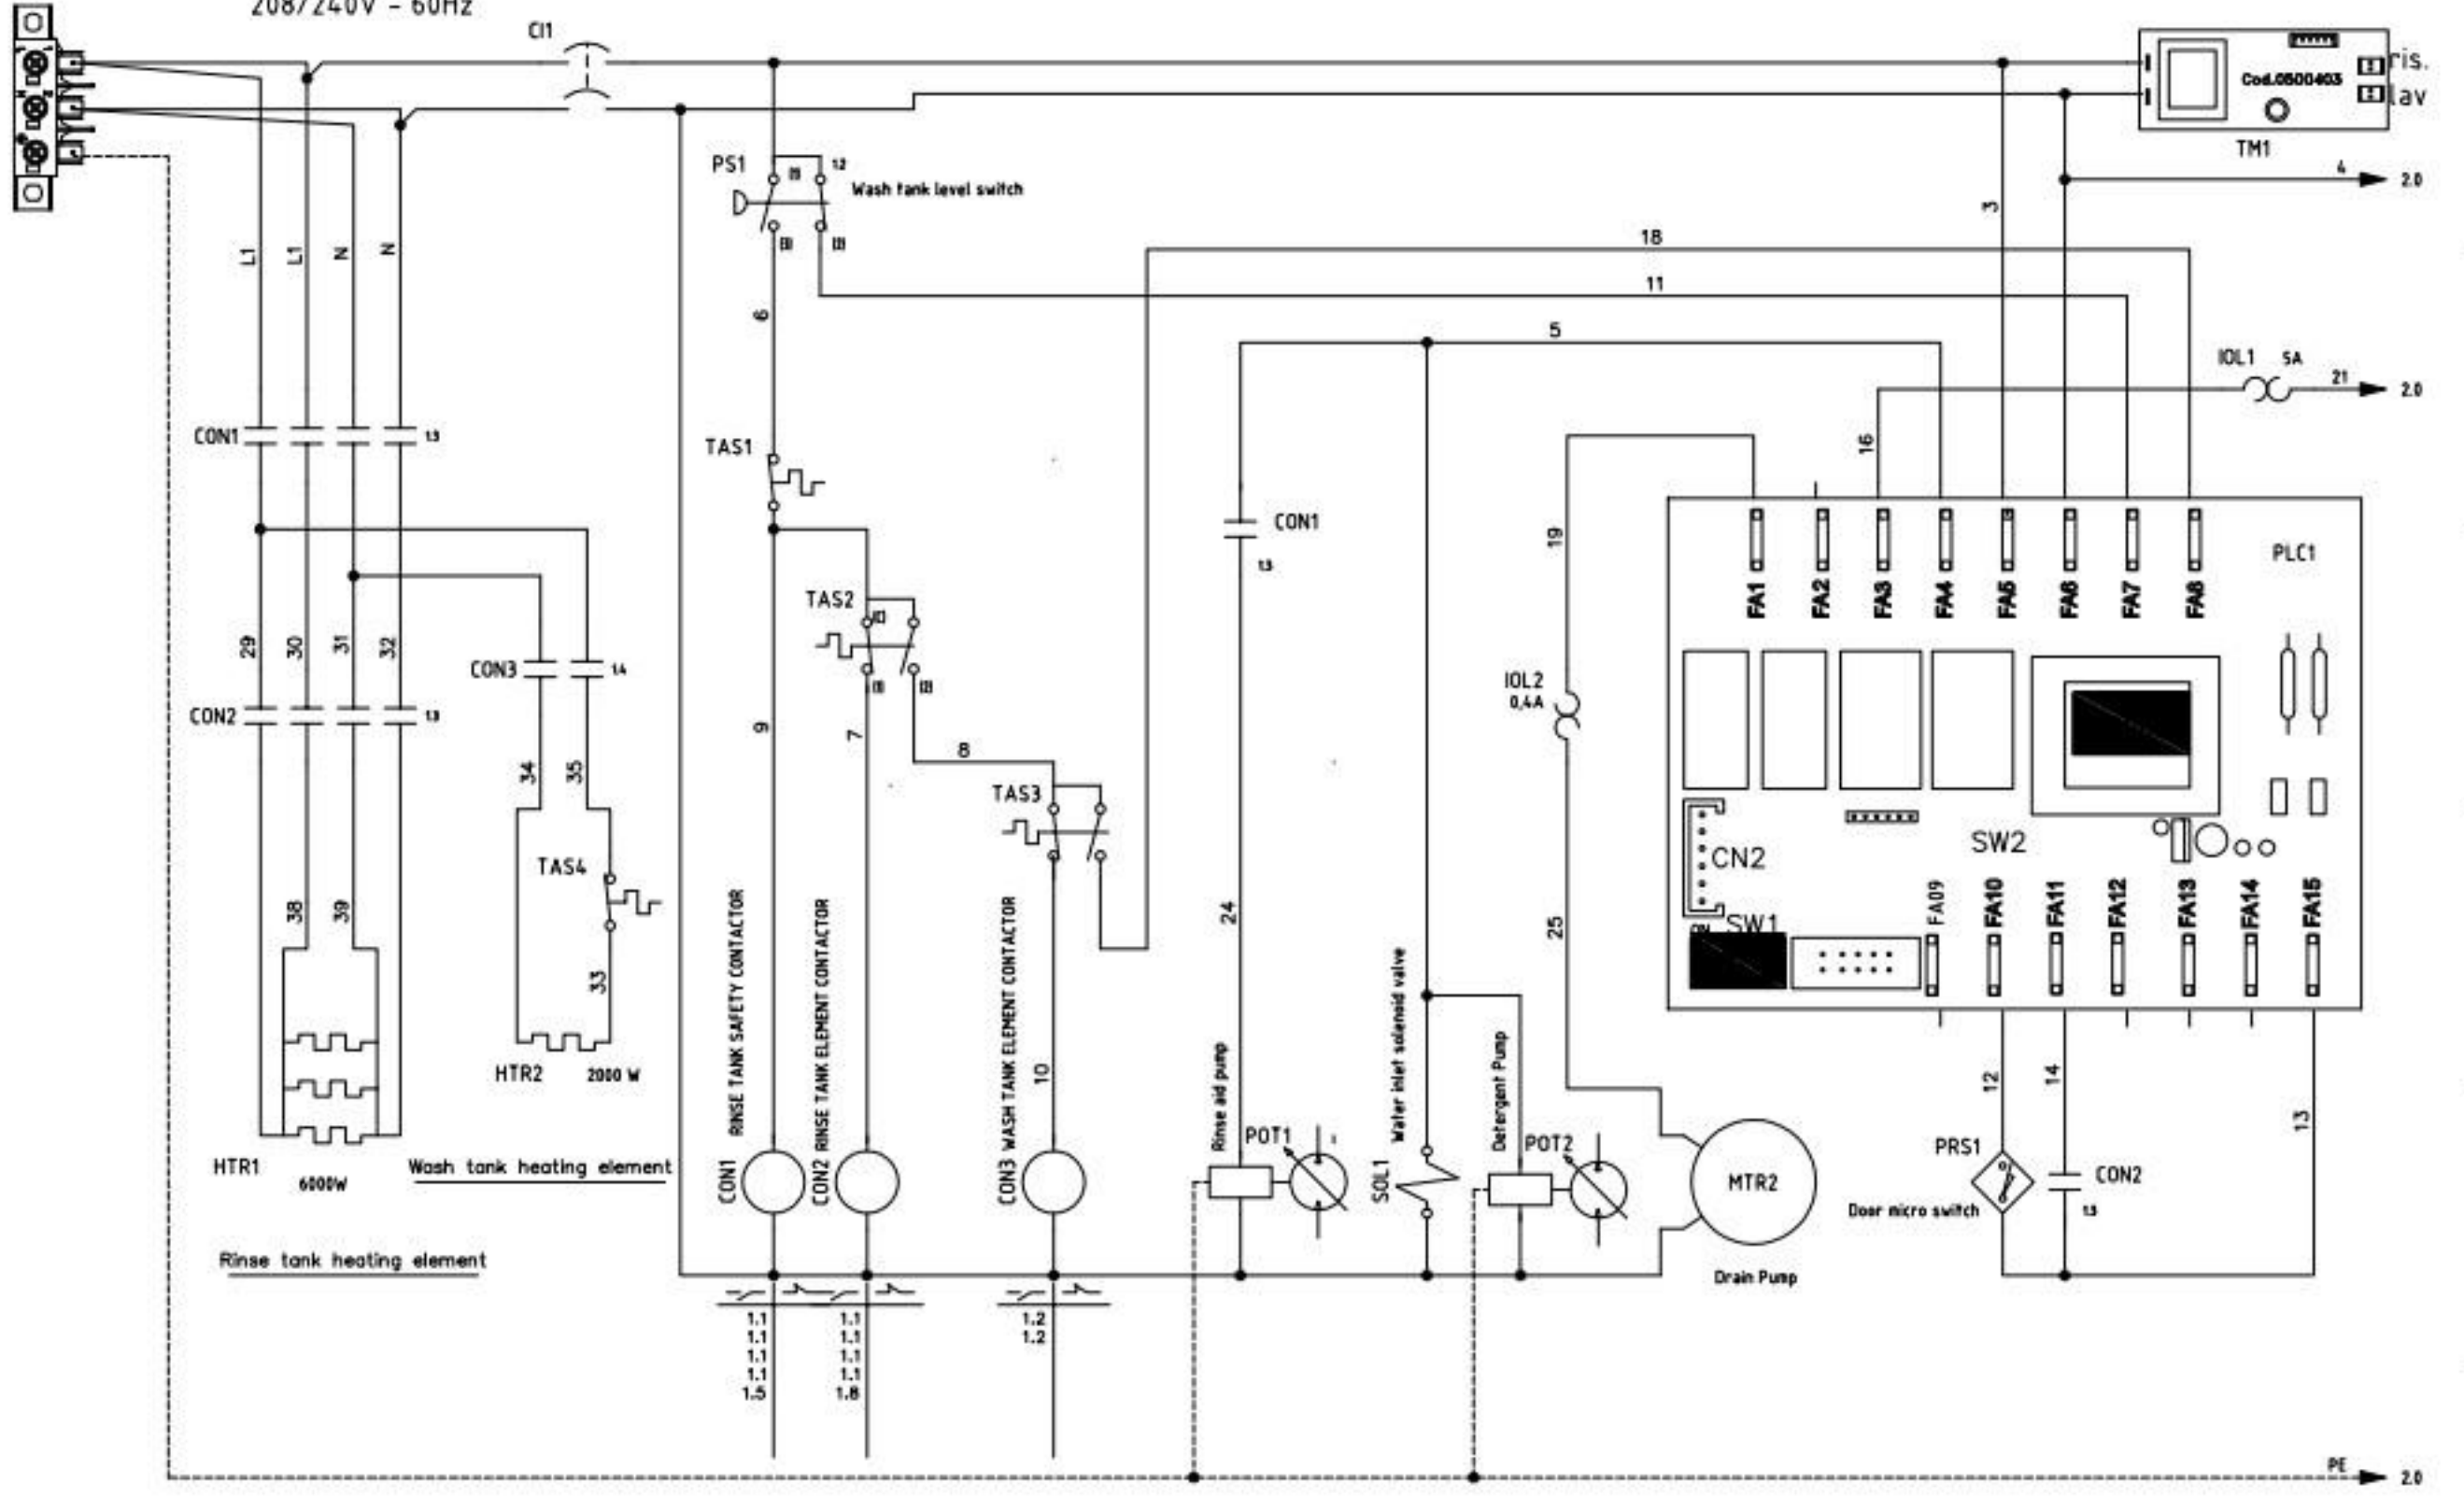 208/240V - 60Hz
CI1
ris.
Cod.0500403
lav
TM1
PS1
[1]
12
Wash tank level switch
[3]
[2]
4
2.0
3
L1
L1
N
N
18
11
6
5
IOL1
5A
21
2.0
CON1
13
TAS1
16
19
CON1
13
PLC1
FA1
FA2
FA3
FA4
FA5
FA6
FA7
FA8
TAS2
[C]
[1]
[2]
29
30
31
32
CON3
14
CON2
13
IOL2
0,4A
9
7
8
34
35
TAS3
TAS4
SW2
CN2
SW1
ON
FA09
FA10
FA11
FA12
FA13
FA14
FA15
38
39
33
24
25
HTR2
2000 W
10
12
14
13
RINSE TANK SAFETY CONTACTOR
RINSE TANK ELEMENT CONTACTOR
WASH TANK ELEMENT CONTACTOR
Rinse aid pump
Water inlet solenoid valve
Detergent Pump
HTR1
6000W
Wash tank heating element
CON1
CON2
CON3
POT1
SOL1
POT2
MTR2
PRS1
Door micro switch
CON2
13
Rinse tank heating element
Drain Pump
1.1
1.1
1.1
1.1
1.5
1.1
1.1
1.1
1.1
1.8
1.2
1.2
PE
2.0